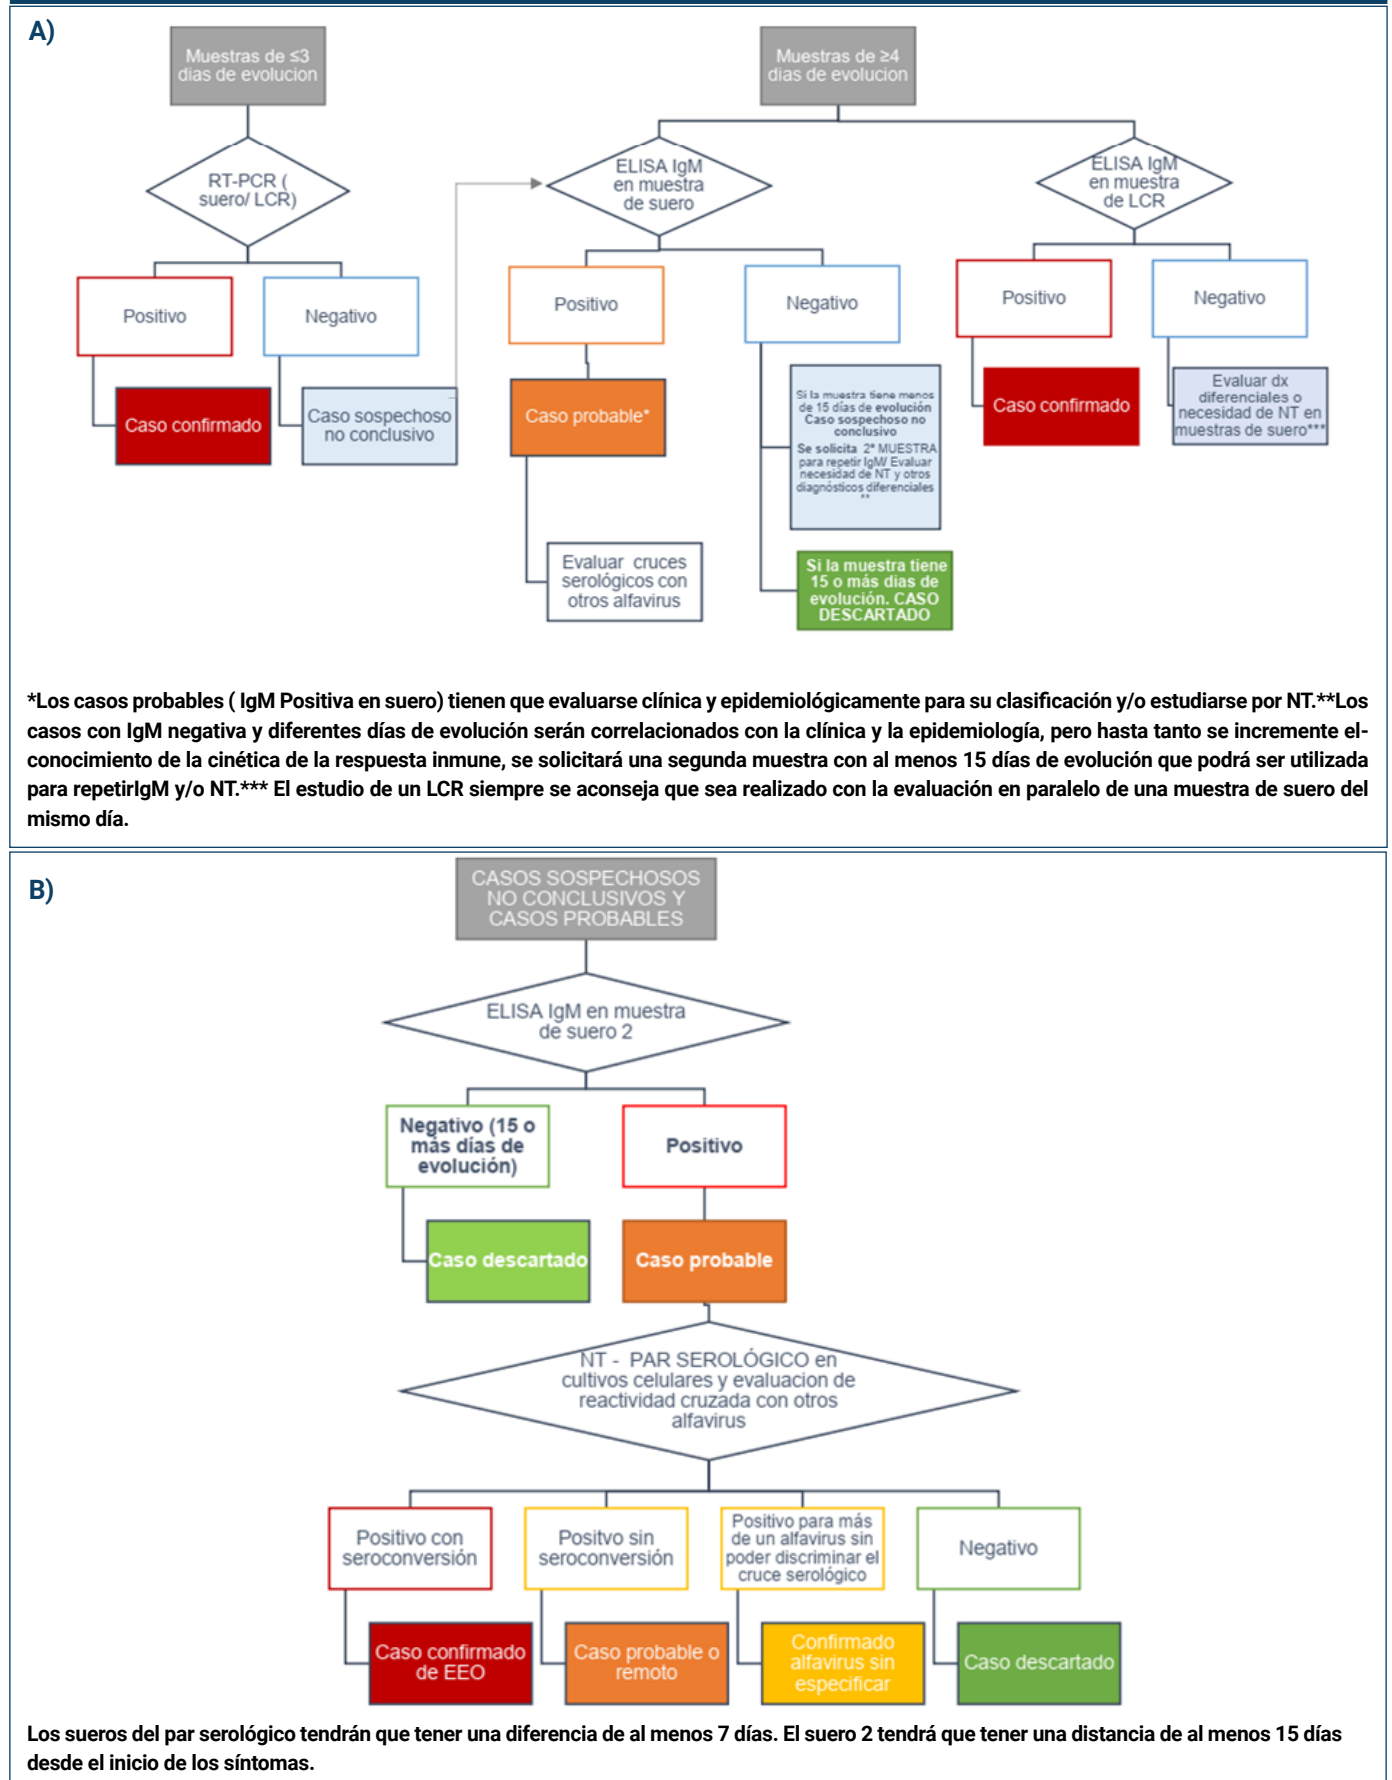 A)
Muestras de ≤3
dias de evolucion
RT-PCR (
suero/ LCR)
Positivo
Negativo
Caso confirmado
Caso sospechoso
no conclusivo
Muestras de ≥4
dias de evolucion
ELISA IgM
en muestra
de suero
Positivo
Negativo
Caso probable*
Evaluar cruces
serológicos con
otros alfavirus
Si la muestra tiene menos
de 15 días de evolución
Caso sospechoso no
conclusivo
Se solicita 2ª MUESTRA
para repetir IgM/ Evaluar
necesidad de NT y otros
diagnósticos diferenciales
**
Si la muestra tiene
15 o más dias de
evolución. CASO
DESCARTADO
ELISA IgM
en muestra
de LCR
Positivo
Negativo
Caso confirmado
Evaluar dx
diferenciales o
necesidad de NT en
muestras de suero***
*Los casos probables ( IgM Positiva en suero) tienen que evaluarse clínica y epidemiológicamente para su clasificación y/o estudiarse por NT.**Los
casos con IgM negativa y diferentes días de evolución serán correlacionados con la clínica y la epidemiología, pero hasta tanto se incremente el-
conocimiento de la cinética de la respuesta inmune, se solicitará una segunda muestra con al menos 15 días de evolución que podrá ser utilizada
para repetirIgM y/o NT.*** El estudio de un LCR siempre se aconseja que sea realizado con la evaluación en paralelo de una muestra de suero del
mismo día.
B)
CASOS SOSPECHOSOS
NO CONCLUSIVOS Y
CASOS PROBABLES
ELISA IgM en muestra
de suero 2
Negativo (15 o
más días de
evolución)
Positivo
Caso descartado
Caso probable
NT - PAR SEROLÓGICO en
cultivos celulares y evaluacion de
reactividad cruzada con otros
alfavirus
Positivo con
seroconversión
Positvo sin
seroconversión
Positivo para más
de un alfavirus sin
poder discriminar el
cruce serológico
Negativo
Caso confirmado
de EEO
Caso probable o
remoto
Confirmado
alfavirus sin
especificar
Caso descartado
Los sueros del par serológico tendrán que tener una diferencia de al menos 7 días. El suero 2 tendrá que tener una distancia de al menos 15 días
desde el inicio de los síntomas.